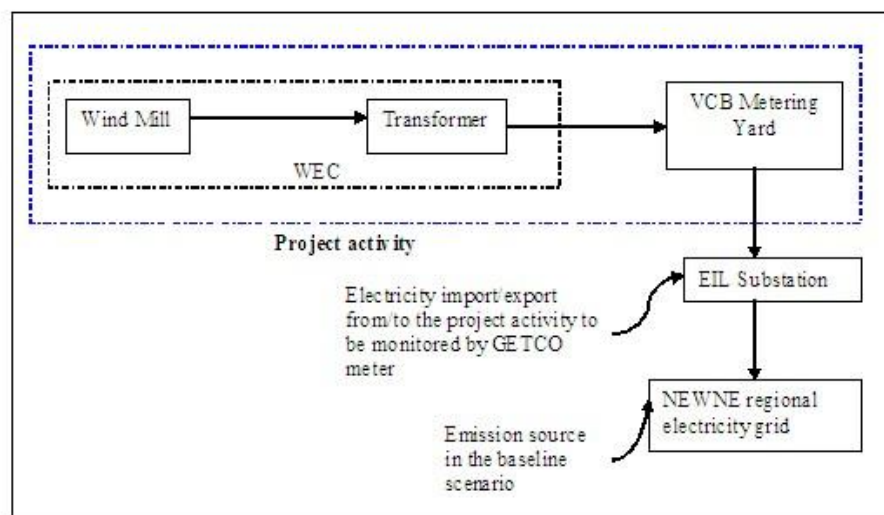 Wind Mill
Transformer
VCB Metering
Yard
WEC
Project activity
EIL Substation
Electricity import/export
from/to the project activity to
be monitored by GETCO
meter
NEWNE regional
electricity grid
Emission source
in the baseline
scenario